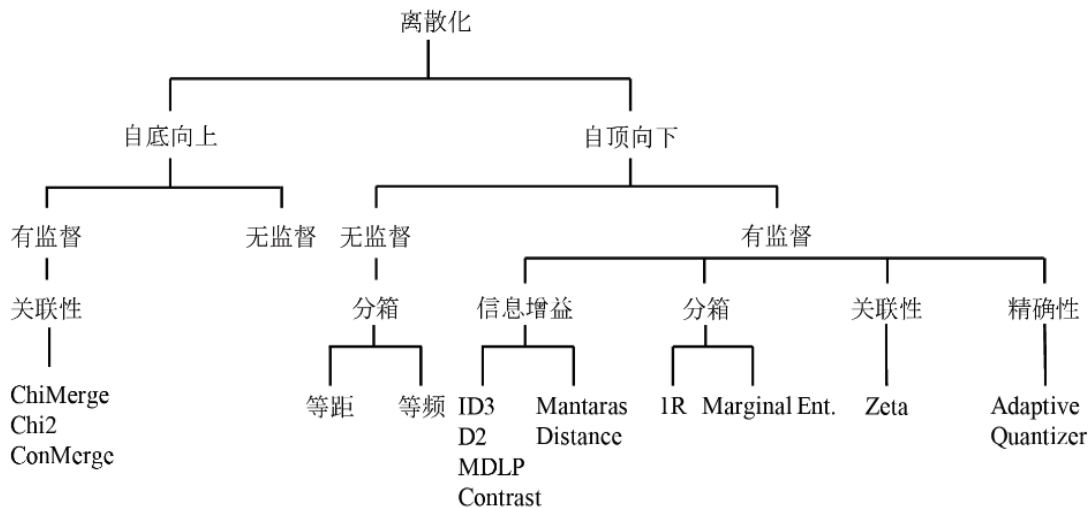 离散化
自底向上
自顶向下
有监督
无监督
无监督
有监督
关联性
分箱
信息增益
分箱
关联性
精确性
ChiMerge
Chi2
ConMerge
等距
等频
ID3
D2
MDLP
Contrast
Mantaras
Distance
1R
Marginal Ent.
Zeta
Adaptive
Quantizer